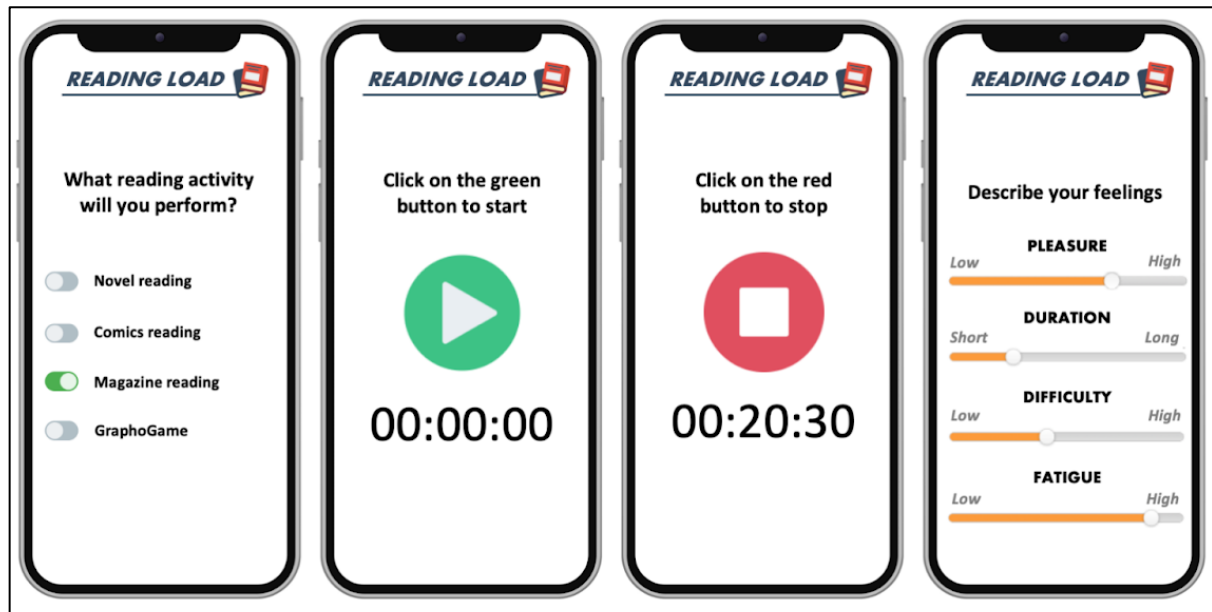 READING LOAD
What reading activity
will you perform?
Novel reading
Comics reading
Magazine reading
GraphoGame
READING LOAD
Click on the green
button to start
00:00:00
READING LOAD
Click on the red
button to stop
00:20:30
READING LOAD
Describe your feelings
PLEASURE
Low High
DURATION
Short Long
DIFFICULTY
Low High
FATIGUE
Low High